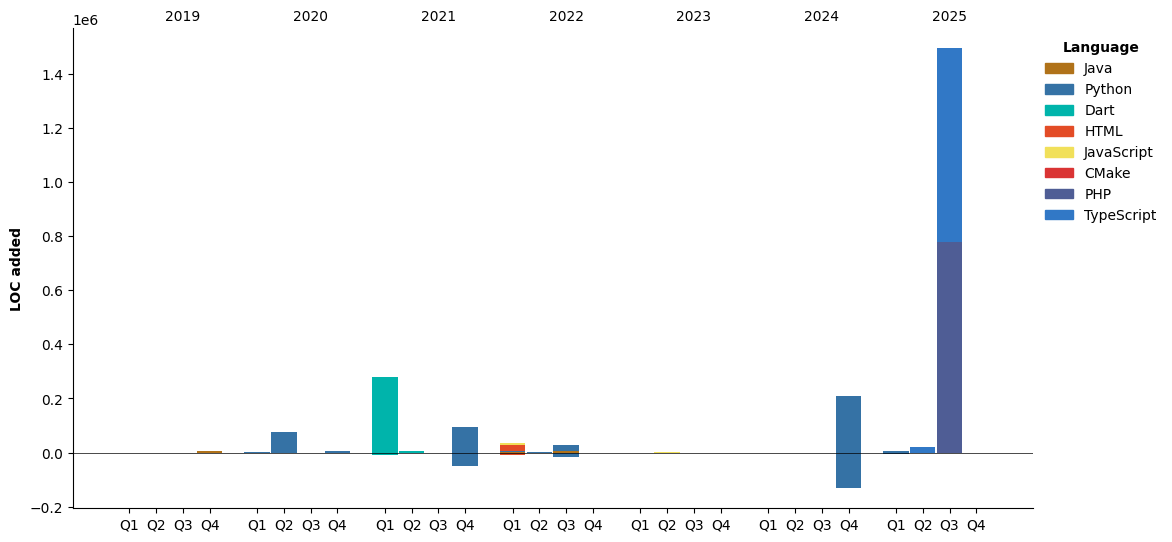 1e6
2019 2020 2021 2022 2023 2024 2025
Language
Java
Python
Dart
HTML
JavaScript
CMake
PHP
TypeScript
LOC added
1.4
1.2
1.0
0.8
0.6
0.4
0.2
0.0
−0.2
Q1 Q2 Q3 Q4 Q1 Q2 Q3 Q4 Q1 Q2 Q3 Q4 Q1 Q2 Q3 Q4 Q1 Q2 Q3 Q4 Q1 Q2 Q3 Q4 Q1 Q2 Q3 Q4